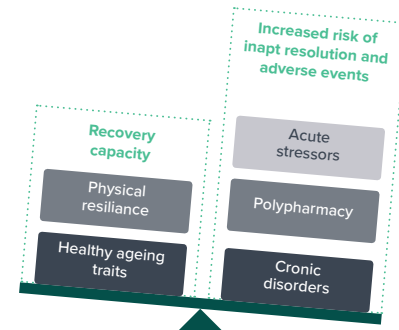 Increased risk of
inapt resolution and
adverse events
Recovery
capacity
Acute
stressors
Physical
resiliance
Polypharmacy
Healthy ageing
traits
Cronic
disorders